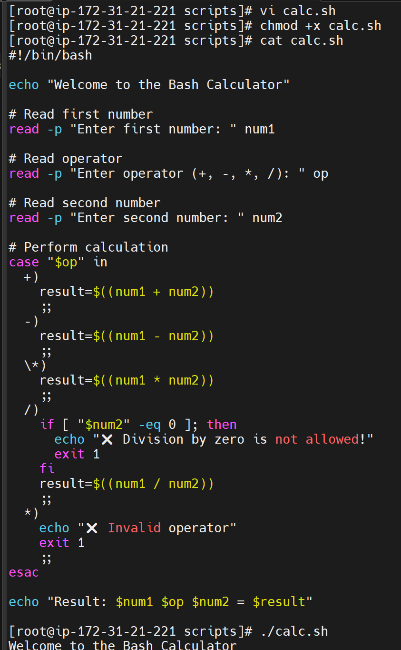 [root@ip-172-31-21-221 scripts]# vi calc.sh
[root@ip-172-31-21-221 scripts]# chmod +x calc.sh
[root@ip-172-31-21-221 scripts]# cat calc.sh
#!/bin/bash
echo "Welcome to the Bash Calculator"
# Read first number
read -p "Enter first number: " num1
# Read operator
read -p "Enter operator (+, -, *, /): " op
# Read second number
read -p "Enter second number: " num2
# Perform calculation
case "$op" in
  +)
    result=$((num1 + num2))
    ;;
  -)
    result=$((num1 - num2))
    ;;
  \*)
    result=$((num1 * num2))
    ;;
  /)
    if [ "$num2" -eq 0 ]; then
      echo "❌ Division by zero is not allowed!"
      exit 1
    fi
    result=$((num1 / num2))
    ;;
  *)
    echo "❌ Invalid operator"
    exit 1
    ;;
esac
echo "Result: $num1 $op $num2 = $result"
[root@ip-172-31-21-221 scripts]# ./calc.sh
Welcome to the Bash Calculator